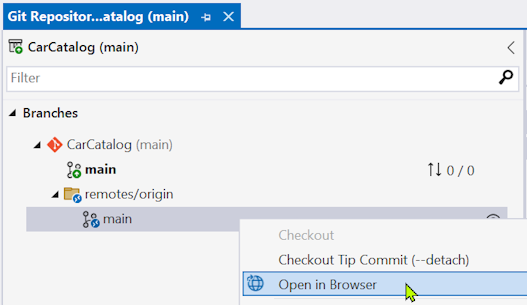 Git Repositor...atalog (main)
CarCatalog (main)
Filter
Branches
CarCatalog (main)
main 0 / 0
remotes/origin
main
Checkout
Checkout Tip Commit (--detach)
Open in Browser